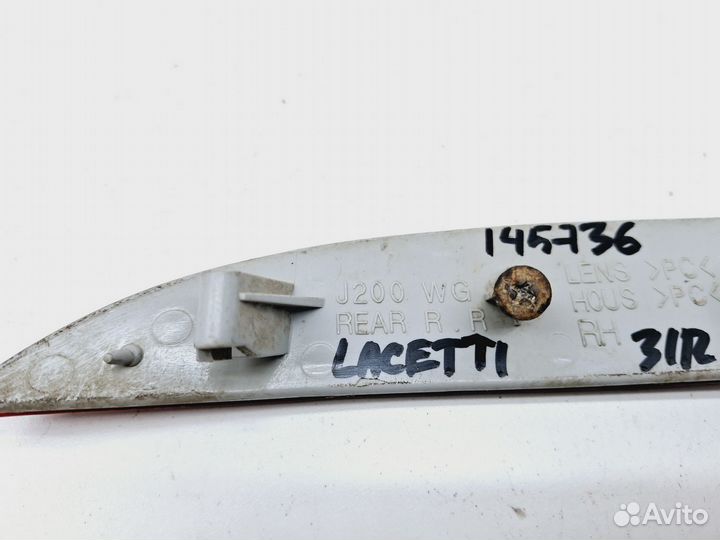 145736
J200 WG
REAR R.R
LENS >PC<
HOUS >PC<
RH
LACETTI
31R
Avito